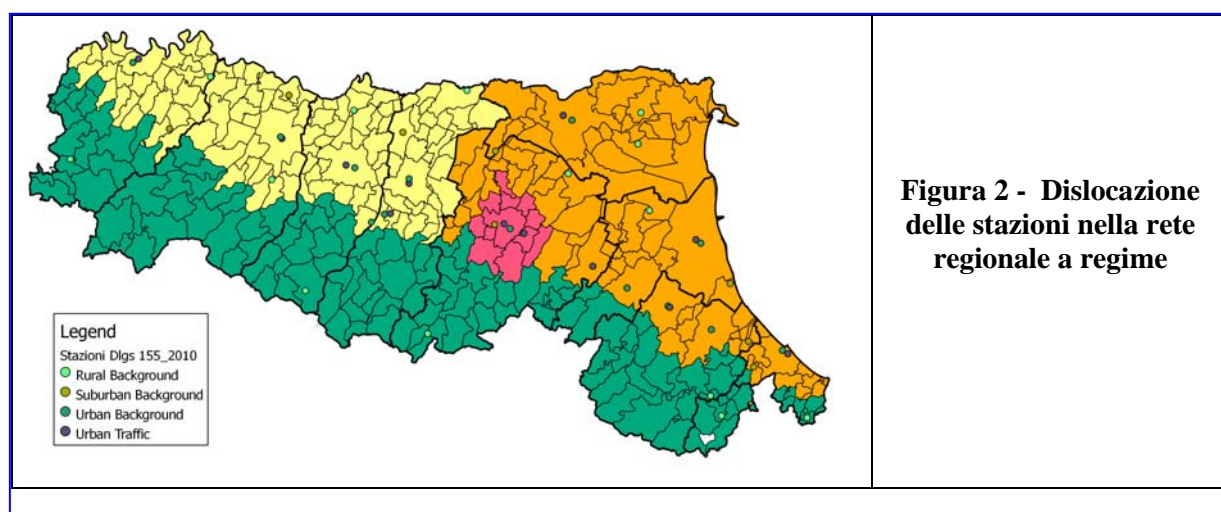 Legend
Stazioni Dlgs 155_2010
Rural Background
Suburban Background
Urban Background
Urban Traffic
Figura 2 - Dislocazione
delle stazioni nella rete
regionale a regime